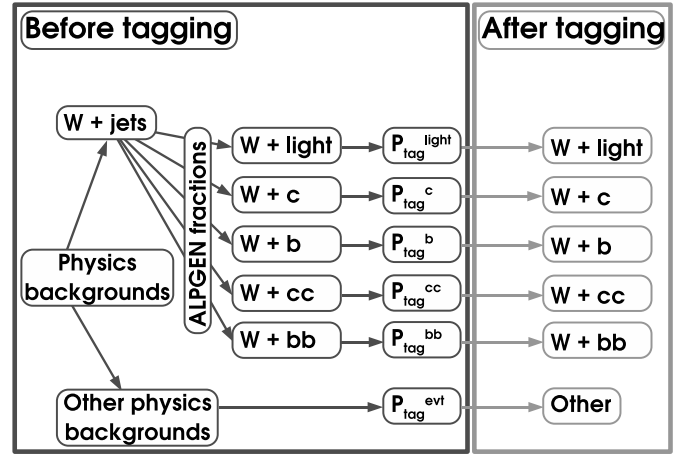 Before tagging
After tagging
W + jets
ALPGEN fractions
W + light
P_tag^light
W + light
W + c
P_tag^c
W + c
Physics
backgrounds
W + b
P_tag^b
W + b
W + cc
P_tag^cc
W + cc
W + bb
P_tag^bb
W + bb
Other physics
backgrounds
P_tag^evt
Other